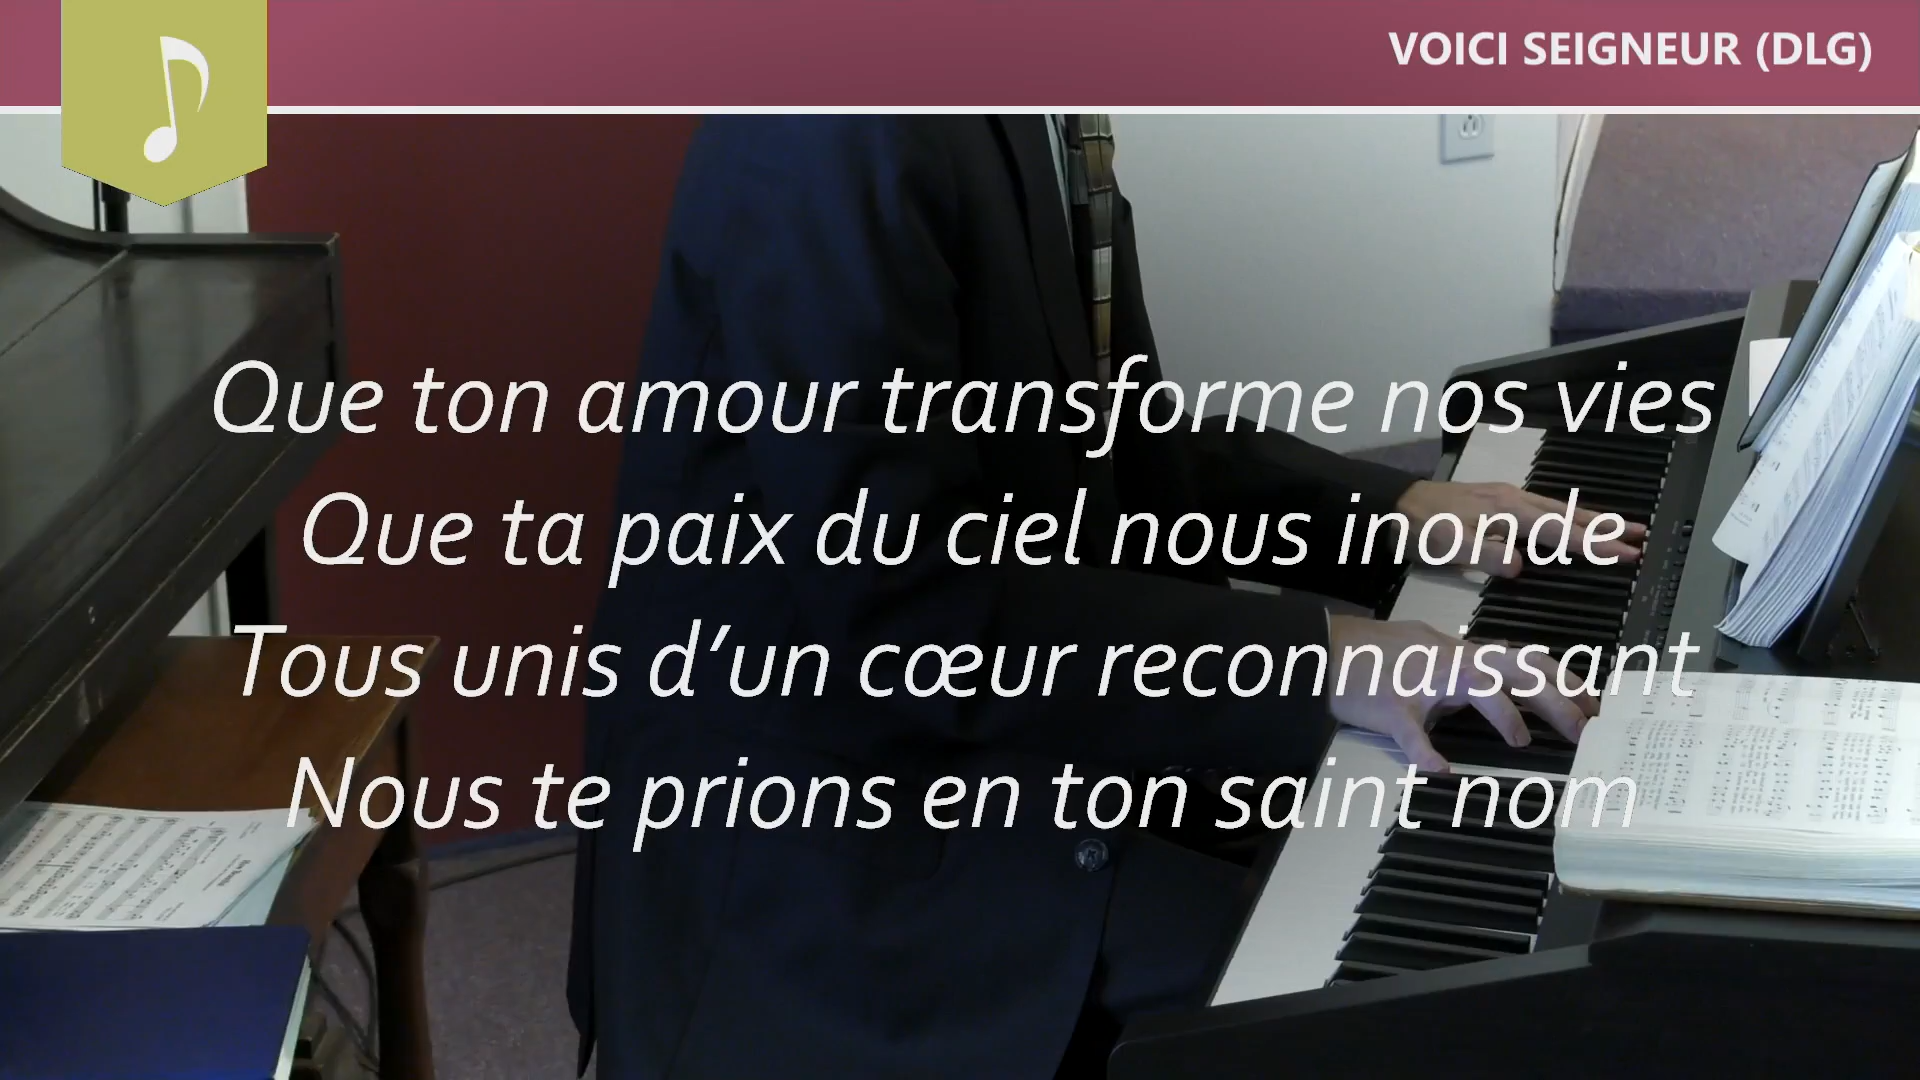 VOICI SEIGNEUR (DLG)
Que ton amour transforme nos vies
Que ta paix du ciel nous inonde
Tous unis d’un cœur reconnaissant
Nous te prions en ton saint nom